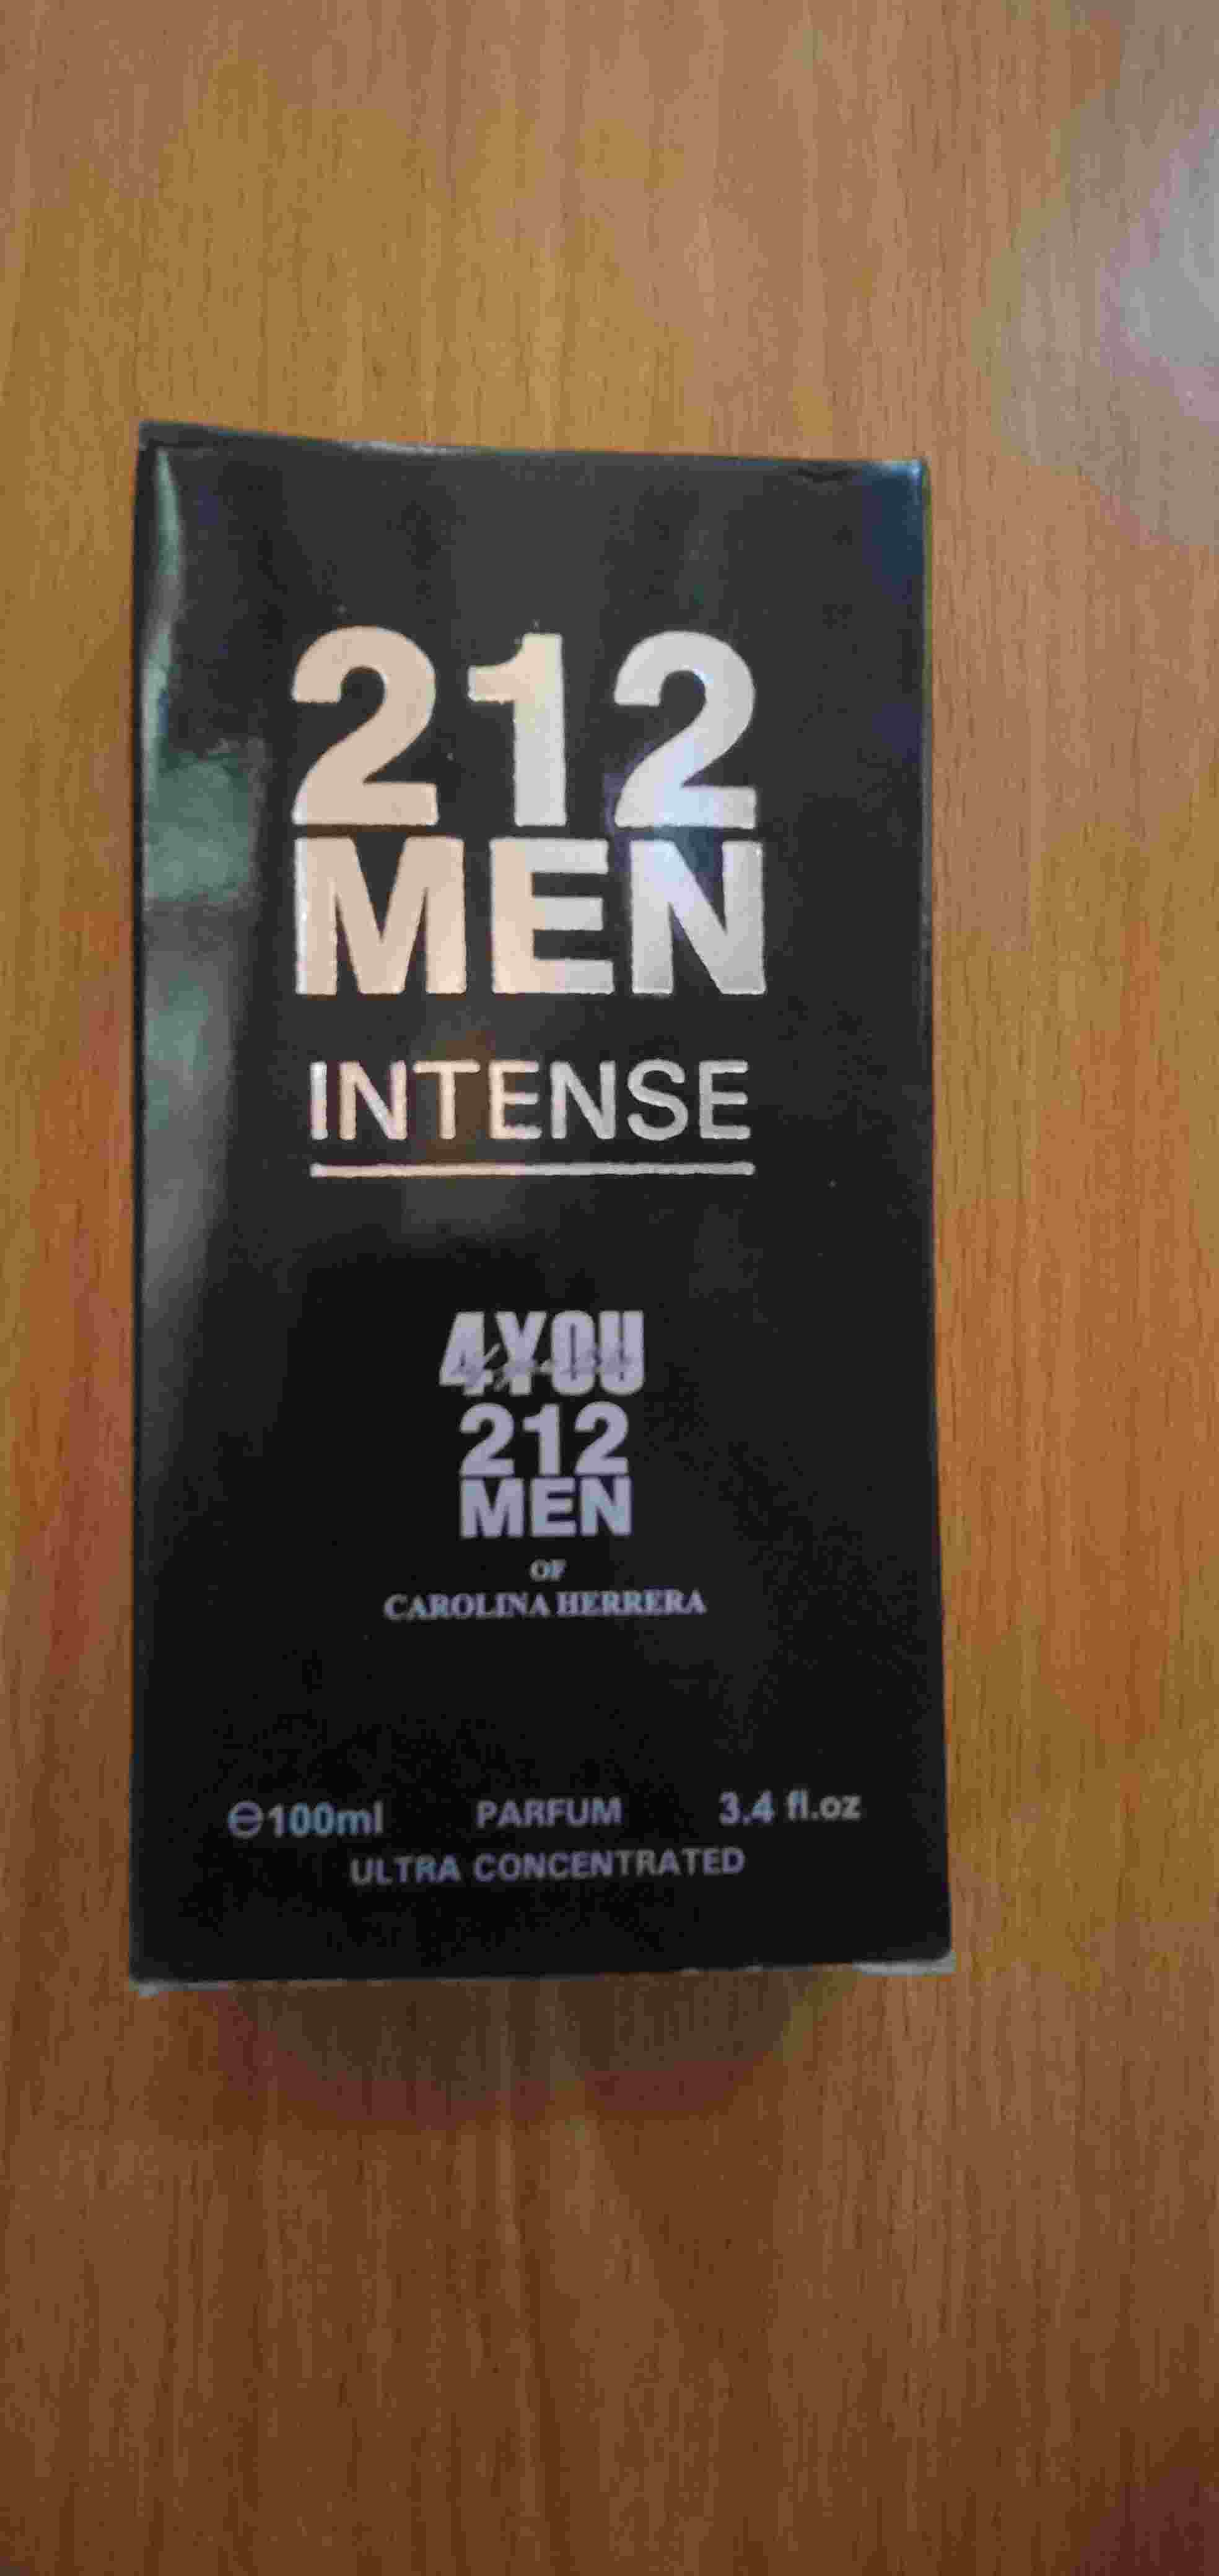 212
MEN
INTENSE
4YOU
212
MEN
OF
CAROLINA HERRERA
℮100ml PARFUM 3.4 fl.oz
ULTRA CONCENTRATED